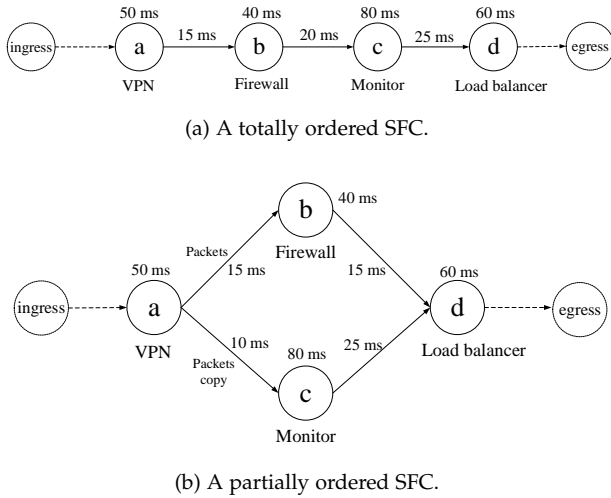 50 ms
40 ms
80 ms
60 ms
ingress
a
15 ms
b
20 ms
c
25 ms
d
egress
VPN
Firewall
Monitor
Load balancer
(a) A totally ordered SFC.
b
40 ms
Packets
Firewall
15 ms
15 ms
50 ms
60 ms
ingress
a
d
egress
VPN
10 ms
80 ms
25 ms
Load balancer
Packets
copy
c
Monitor
(b) A partially ordered SFC.